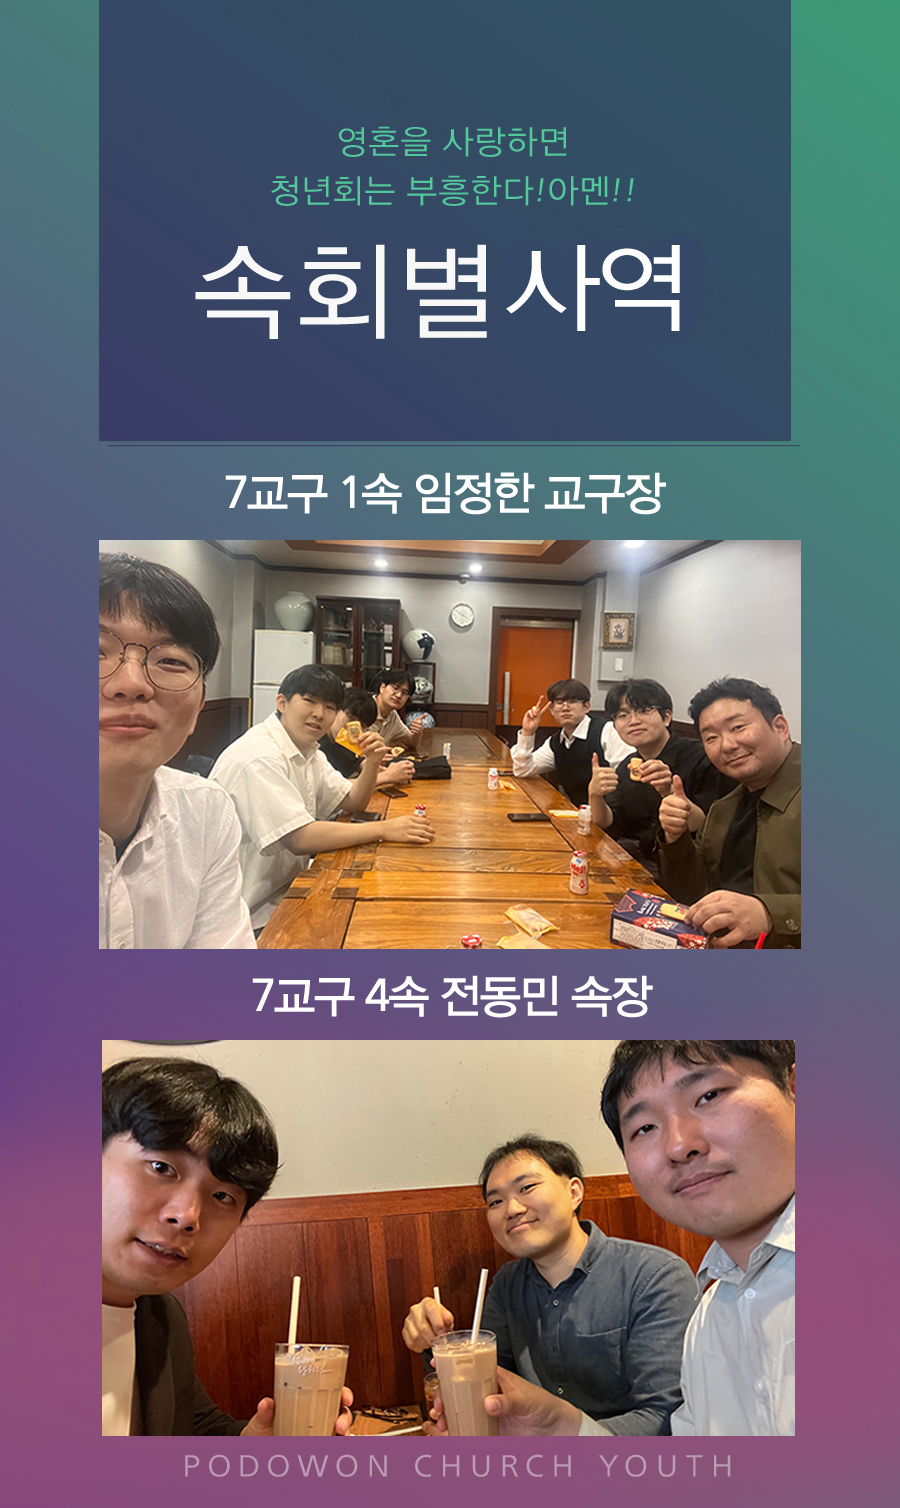 영혼을 사랑하면
청년회는 부흥한다!아멘!!
속회별사역
7교구 1속 임정한 교구장
7교구 4속 전동민 속장
PODOWON CHURCH YOUTH